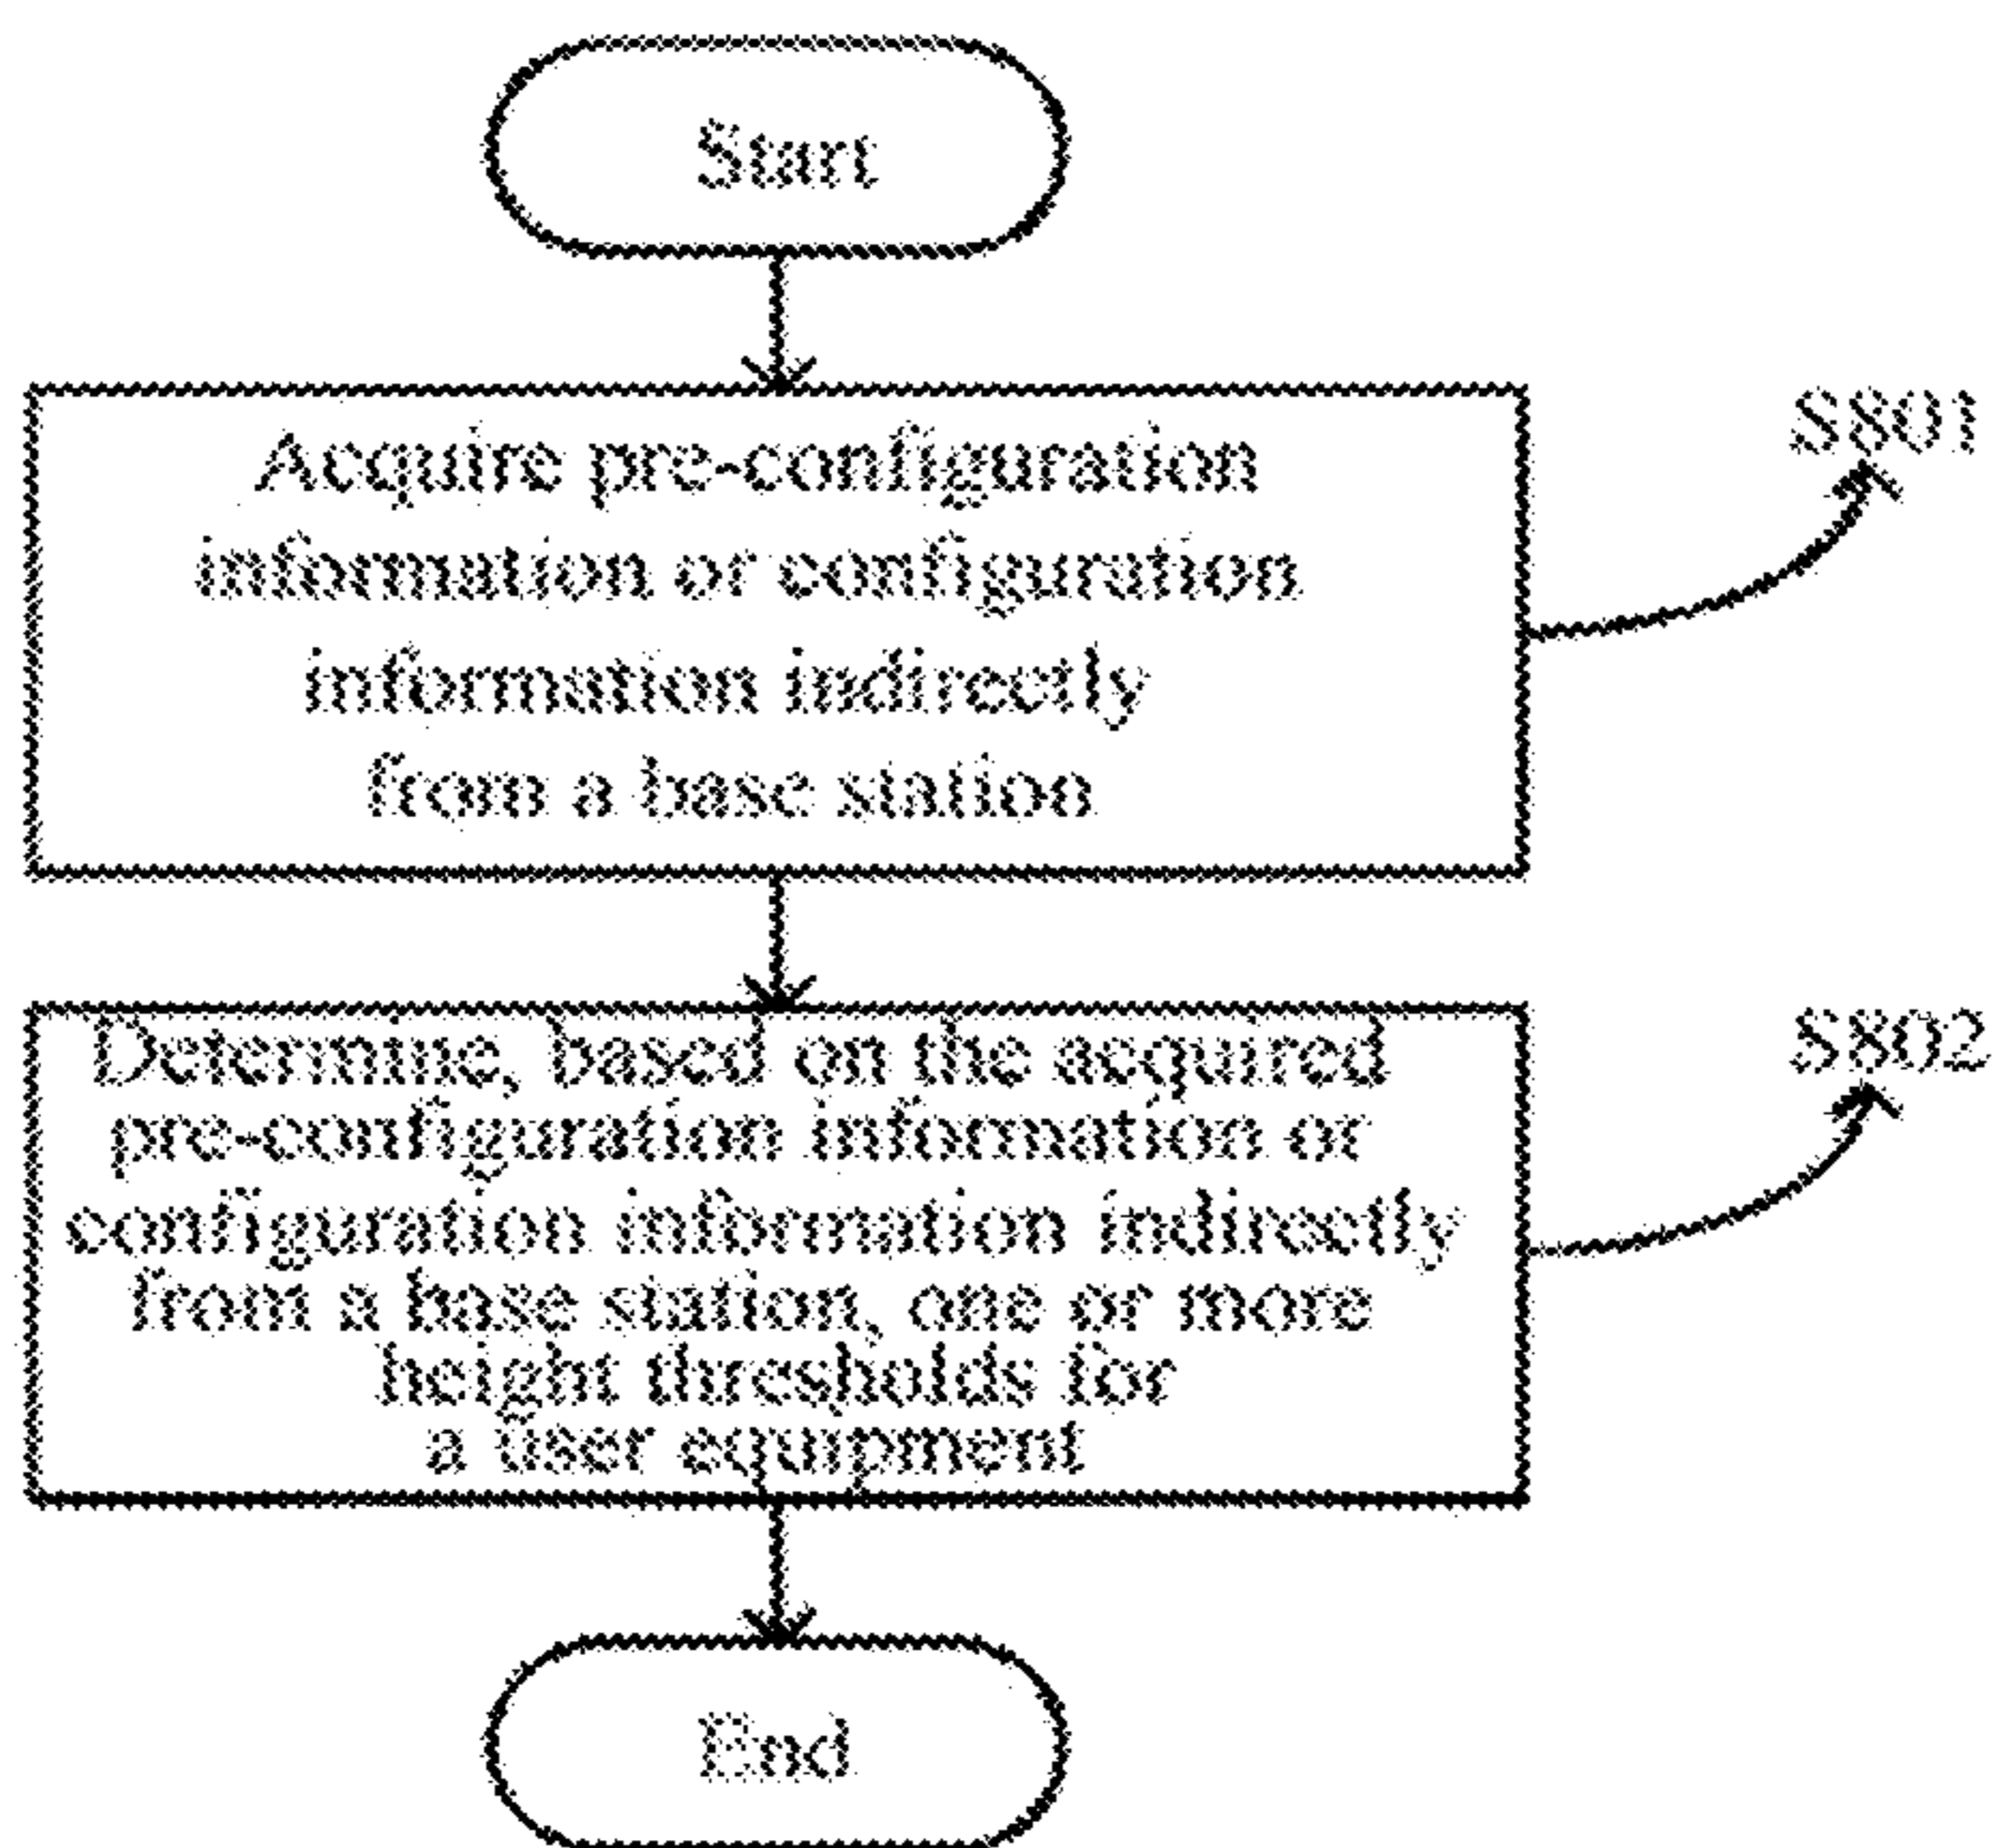 Start
Acquire pre-configuration
information or configuration
information indirectly
from a base station
S801
Determine, based on the acquired
pre-configuration information or
configuration information indirectly
from a base station, one or more
height thresholds for
a user equipment
S802
End